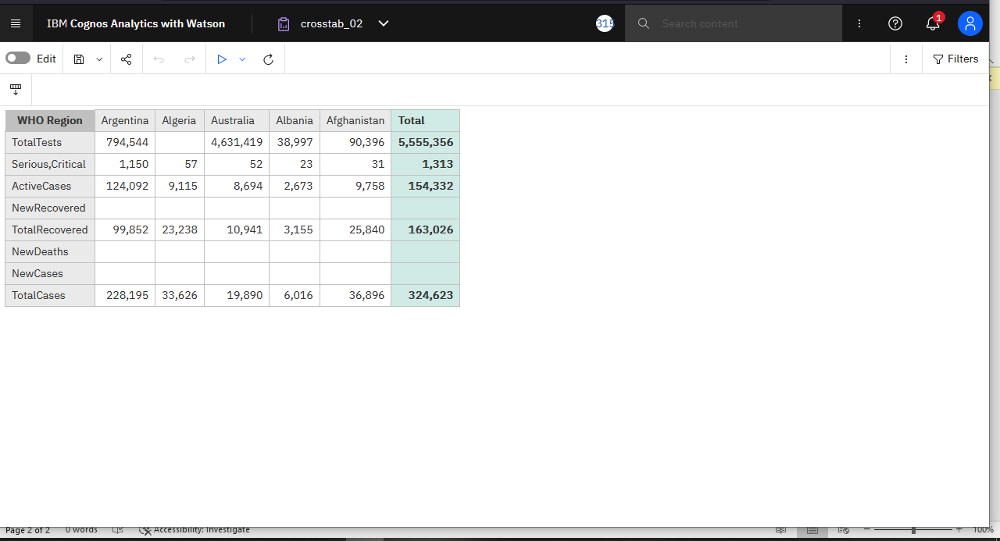 IBM Cognos Analytics with Watson crosstab_02 315 Search content 1
Edit Filters
WHO Region Argentina Algeria Australia Albania Afghanistan Total
TotalTests 794,544 4,631,419 38,997 90,396 5,555,356
Serious,Critical 1,150 57 52 23 31 1,313
ActiveCases 124,092 9,115 8,694 2,673 9,758 154,332
NewRecovered
TotalRecovered 99,852 23,238 10,941 3,155 25,840 163,026
NewDeaths
NewCases
TotalCases 228,195 33,626 19,890 6,016 36,896 324,623
Page 2 of 2 0 words Accessibility: Investigate 100%